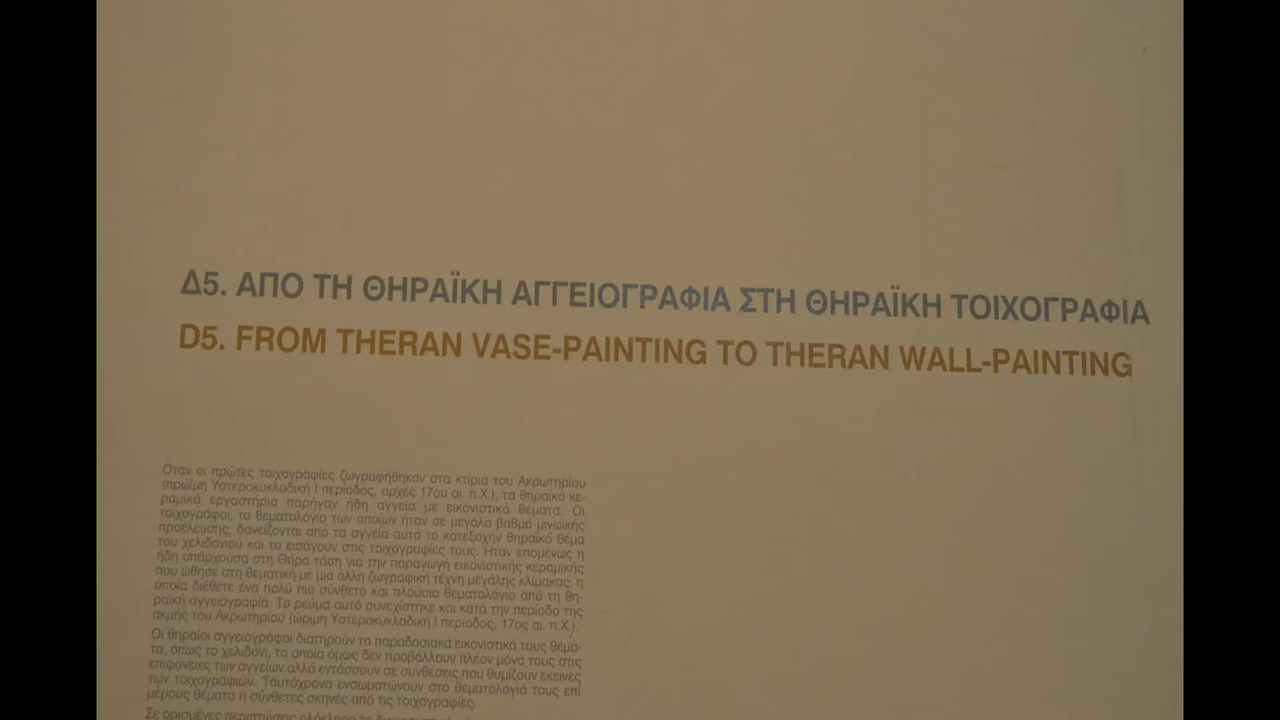 Δ5. ΑΠΟ ΤΗ ΘΗΡΑΪΚΗ ΑΓΓΕΙΟΓΡΑΦΙΑ ΣΤΗ ΘΗΡΑΪΚΗ ΤΟΙΧΟΓΡΑΦΙΑ
D5. FROM THERAN VASE-PAINTING TO THERAN WALL-PAINTING
Όταν οι πρώτες τοιχογραφίες ζωγραφήθηκαν στα κτίρια του Ακρωτηρίου
(πρώιμη Υστεροκυκλαδική Ι περίοδος, αρχές 17ου αι. π.Χ.), τα θηραϊκά κε-
ραμικά εργαστήρια παρήγαν ήδη αγγεία με εικονιστικά θέματα. Οι
τοιχογράφοι, το θεματολόγιο των οποίων ήταν σε μεγάλο βαθμό μινωικής
προέλευσης, δανείζονται από τα αγγεία αυτά το κατεξοχήν θηραϊκό θέμα
του χελιδονιού και το εισάγουν στις τοιχογραφίες τους. Ήταν επομένως η
ήδη υπάρχουσα στη Θήρα τάση για την παραγωγή εικονιστικής κεραμικής
που ώθησε στη θεματική με μια άλλη ζωγραφική τέχνη μεγάλης κλίμακας, η
οποία διέθετε ένα πολύ πιο σύνθετο και πλούσιο θεματολόγιο από τη θη-
ραϊκή αγγειογραφία. Το ρεύμα αυτό συνεχίστηκε και κατά την περίοδο της
ακμής του Ακρωτηρίου (ώριμη Υστεροκυκλαδική Ι περίοδος, 17ος αι. π.Χ.).
Οι θηραίοι αγγειογράφοι διατηρούν τα παραδοσιακά εικονιστικά τους θέμα-
τα, όπως το χελιδόνι, τα οποία όμως δεν προβάλλουν πλέον μόνα τους στις
επιφάνειες των αγγείων,αλλά εντάσσουν σε συνθέσεις,που θυμίζουν εκείνες
των τοιχογραφιών. Ταυτόχρονα ενσωματώνουν στο θεματολόγιό τους επί
μέρους θέματα ή σύνθετες σκηνές από τις τοιχογραφίες.
Σε ορισμένες περιπτώσεις ολόκληρο το